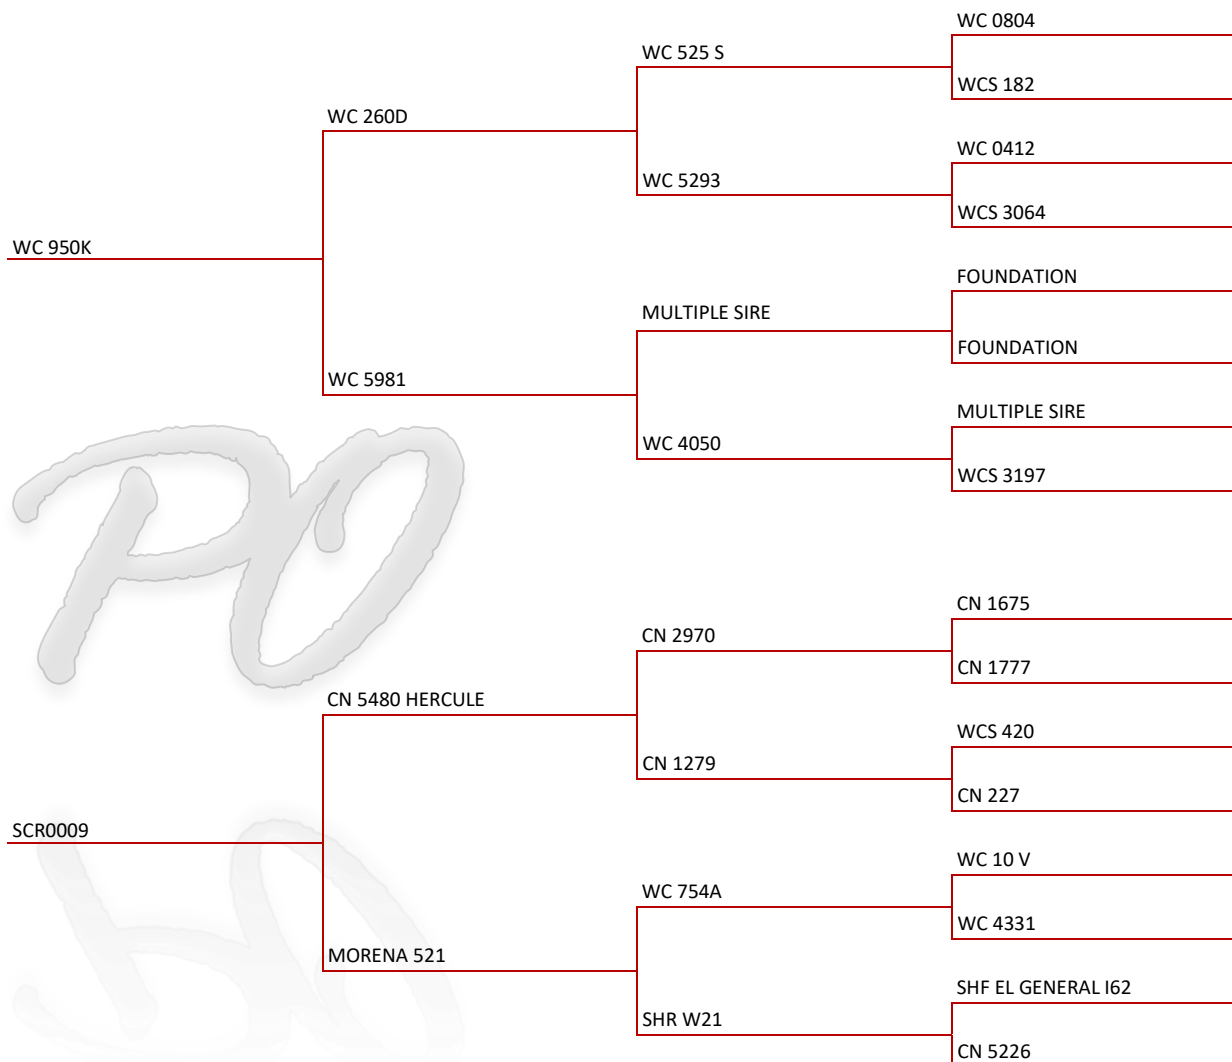 WC 0804
WC 525 S
WCS 182
WC 260D
WC 0412
WC 5293
WCS 3064
WC 950K
FOUNDATION
MULTIPLE SIRE
FOUNDATION
WC 5981
MULTIPLE SIRE
WC 4050
WCS 3197
PO
CN 1675
CN 2970
CN 1777
CN 5480 HERCULE
WCS 420
CN 1279
CN 227
SCR0009
WC 10 V
WC 754A
WC 4331
MORENA 521
SHF EL GENERAL I62
SHR W21
CN 5226